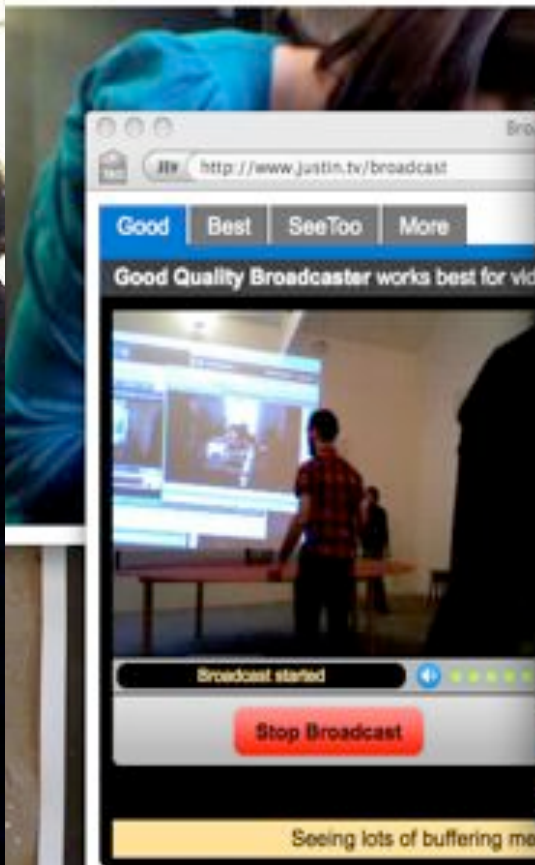 Bro
http://www.justin.tv/broadcast
Good Best SeeToo More
Good Quality Broadcaster works best for vid
Broadcast started
Stop Broadcast
Seeing lots of buffering me